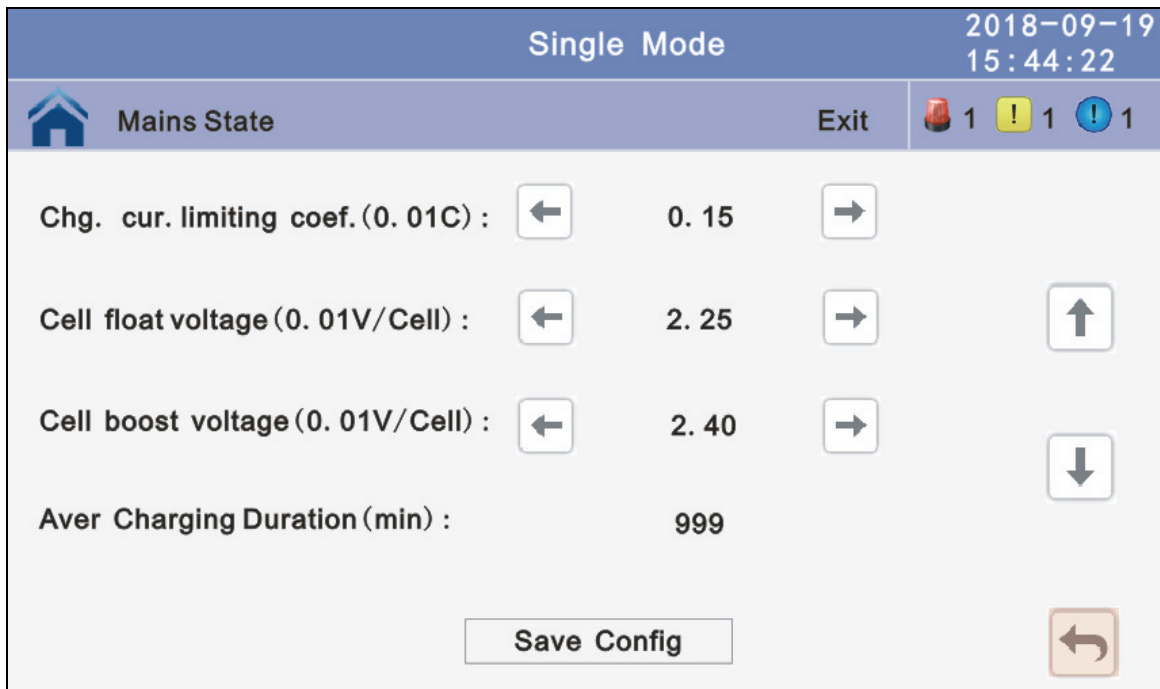 Single Mode
2018-09-19
15:44:22
Mains State Exit ! 1 ! 1 1
Chg. cur. limiting coef.(0. 01C) : 0. 15
Cell float voltage(0. 01V/Cell) : 2. 25
Cell boost voltage(0. 01V/Cell) : 2. 40
Aver Charging Duration(min) : 999
Save Config